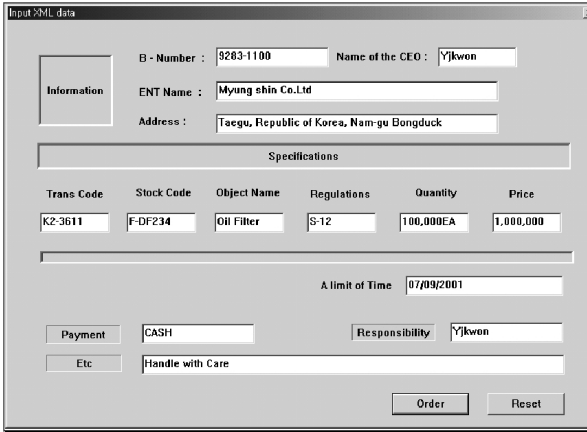 Input XML data
B - Number : 9283-1100 Name of the CEO : Yjkwon
Information
ENT Name : Myung shin Co.Ltd
Address : Taegu, Republic of Korea, Nam-gu Bongduck
Specifications
Trans Code Stock Code Object Name Regulations Quantity Price
K2-3611 F-DF234 Oil Filter S-12 100,000EA 1,000,000
A limit of Time 07/09/2001
Payment CASH Responsibility Yjkwon
Etc Handle with Care
Order Reset